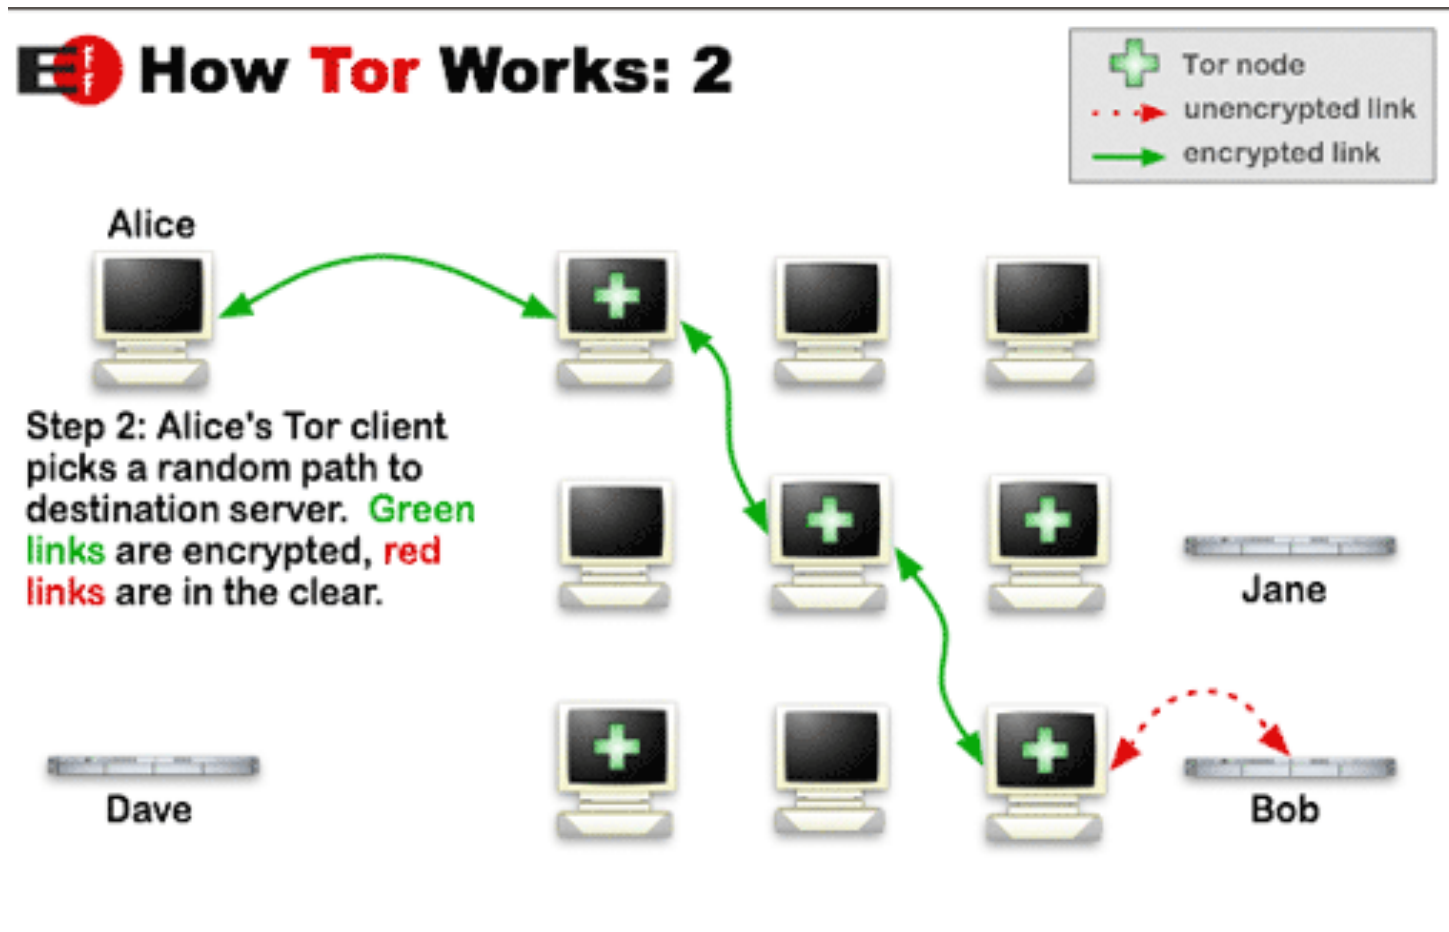 EFF How Tor Works: 2
Tor node
unencrypted link
encrypted link
Alice
Step 2: Alice's Tor client
picks a random path to
destination server. Green
links are encrypted, red
links are in the clear.
Jane
Dave
Bob